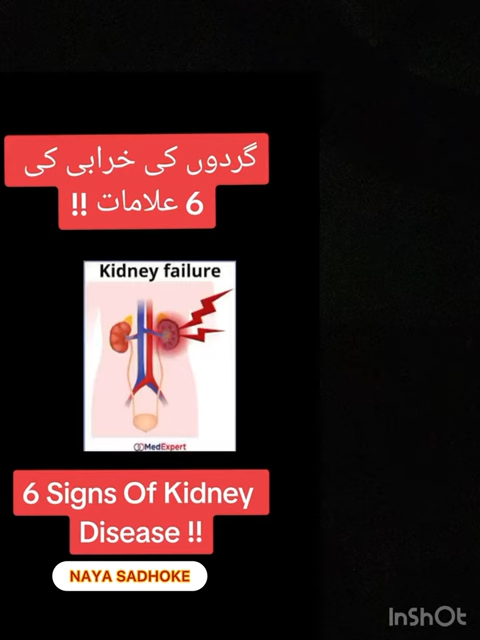 گردوں کی خرابی کی
6 علامات !!
Kidney failure
MedExpert
6 Signs Of Kidney
Disease !!
NAYA SADHOKE
InShOt